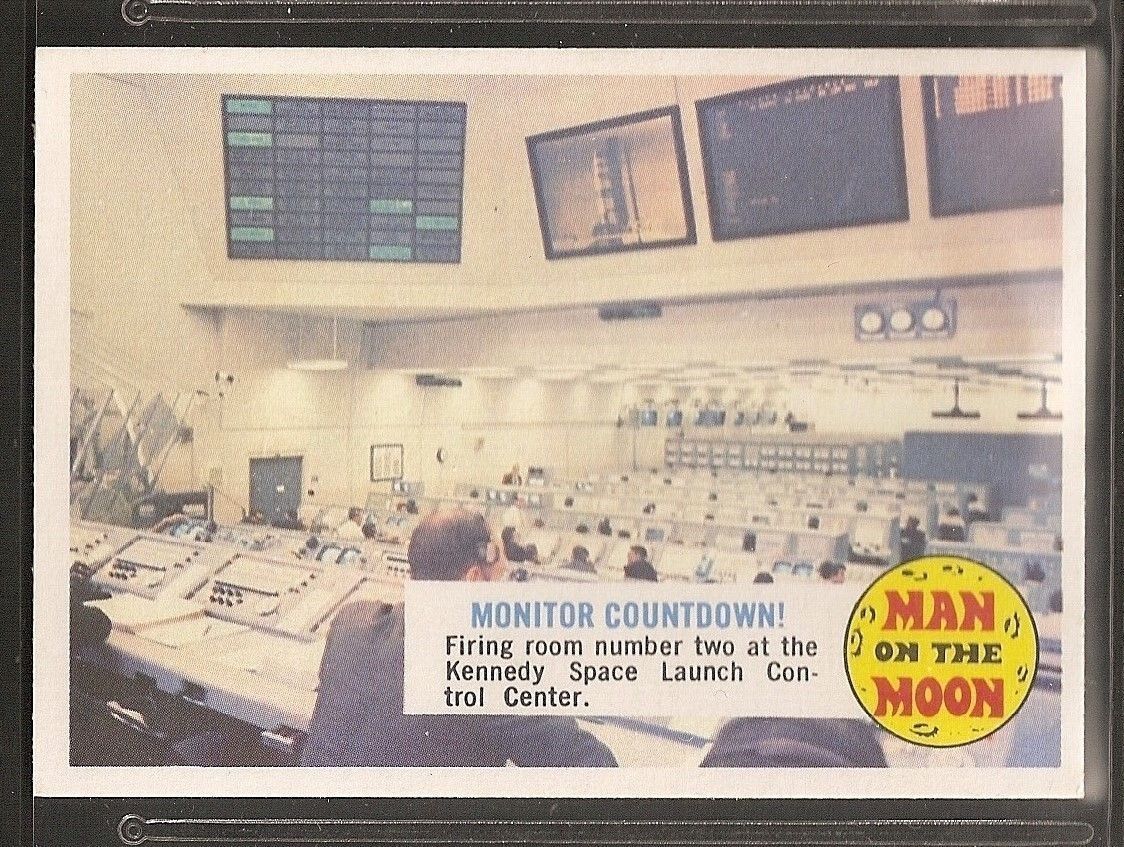 MONITOR COUNTDOWN!
Firing room number two at the
Kennedy Space Launch Con-
trol Center.
MAN
ON THE
MOON